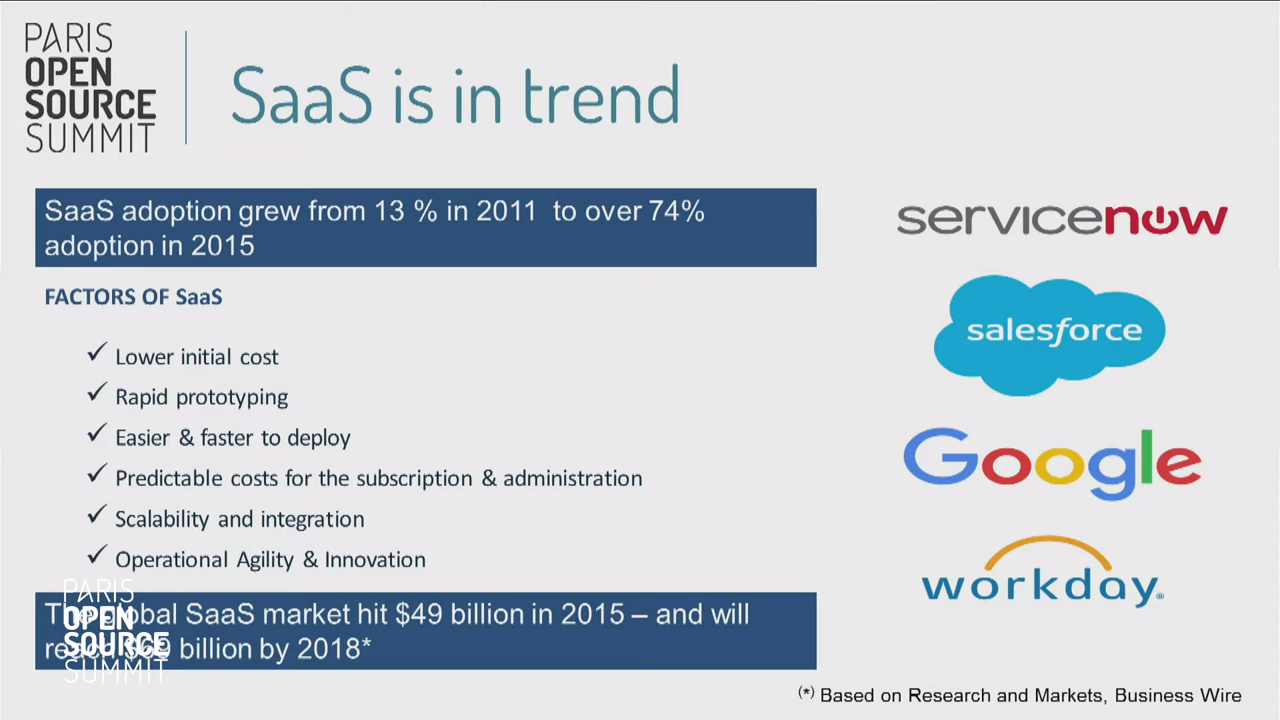 PARIS
OPEN
SOURCE
SUMMIT
SaaS is in trend
SaaS adoption grew from 13 % in 2011 to over 74%
adoption in 2015
FACTORS OF SaaS
✓ Lower initial cost
✓ Rapid prototyping
✓ Easier & faster to deploy
✓ Predictable costs for the subscription & administration
✓ Scalability and integration
✓ Operational Agility & Innovation
The Global SaaS market hit $49 billion in 2015 – and will
reach billion by 2018*
servicenow
salesforce
Google
workday®
PARIS
OPEN
SOURCE
SUMMIT
(*) Based on Research and Markets, Business Wire